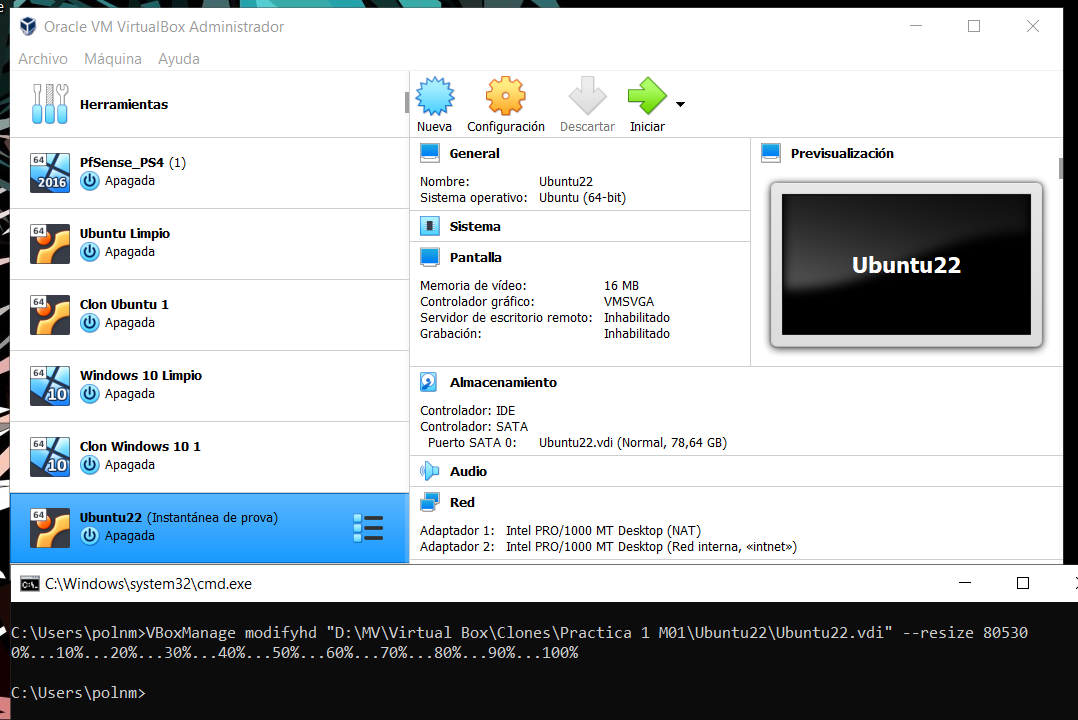 e
Oracle VM VirtualBox Administrador
Archivo Máquina Ayuda
Herramientas
Nueva Configuración Descartar Iniciar
64 2016 PfSense_PS4 (1)
Apagada
64 Ubuntu Limpio
Apagada
64 Clon Ubuntu 1
Apagada
64 10 Windows 10 Limpio
Apagada
64 10 Clon Windows 10 1
Apagada
64 Ubuntu22 (Instantánea de prova)
Apagada
General
Nombre: Ubuntu22
Sistema operativo: Ubuntu (64-bit)
Sistema
Pantalla
Memoria de vídeo: 16 MB
Controlador gráfico: VMSVGA
Servidor de escritorio remoto: Inhabilitado
Grabación: Inhabilitado
Previsualización
Ubuntu22
Almacenamiento
Controlador: IDE
Controlador: SATA
Puerto SATA 0: Ubuntu22.vdi (Normal, 78,64 GB)
Audio
Red
Adaptador 1: Intel PRO/1000 MT Desktop (NAT)
Adaptador 2: Intel PRO/1000 MT Desktop (Red interna, «intnet»)
C:\Windows\system32\cmd.exe
C:\Users\polnm>VBoxManage modifyhd "D:\MV\Virtual Box\Clones\Practica 1 M01\Ubuntu22\Ubuntu22.vdi" --resize 80530
0%...10%...20%...30%...40%...50%...60%...70%...80%...90%...100%
C:\Users\polnm>